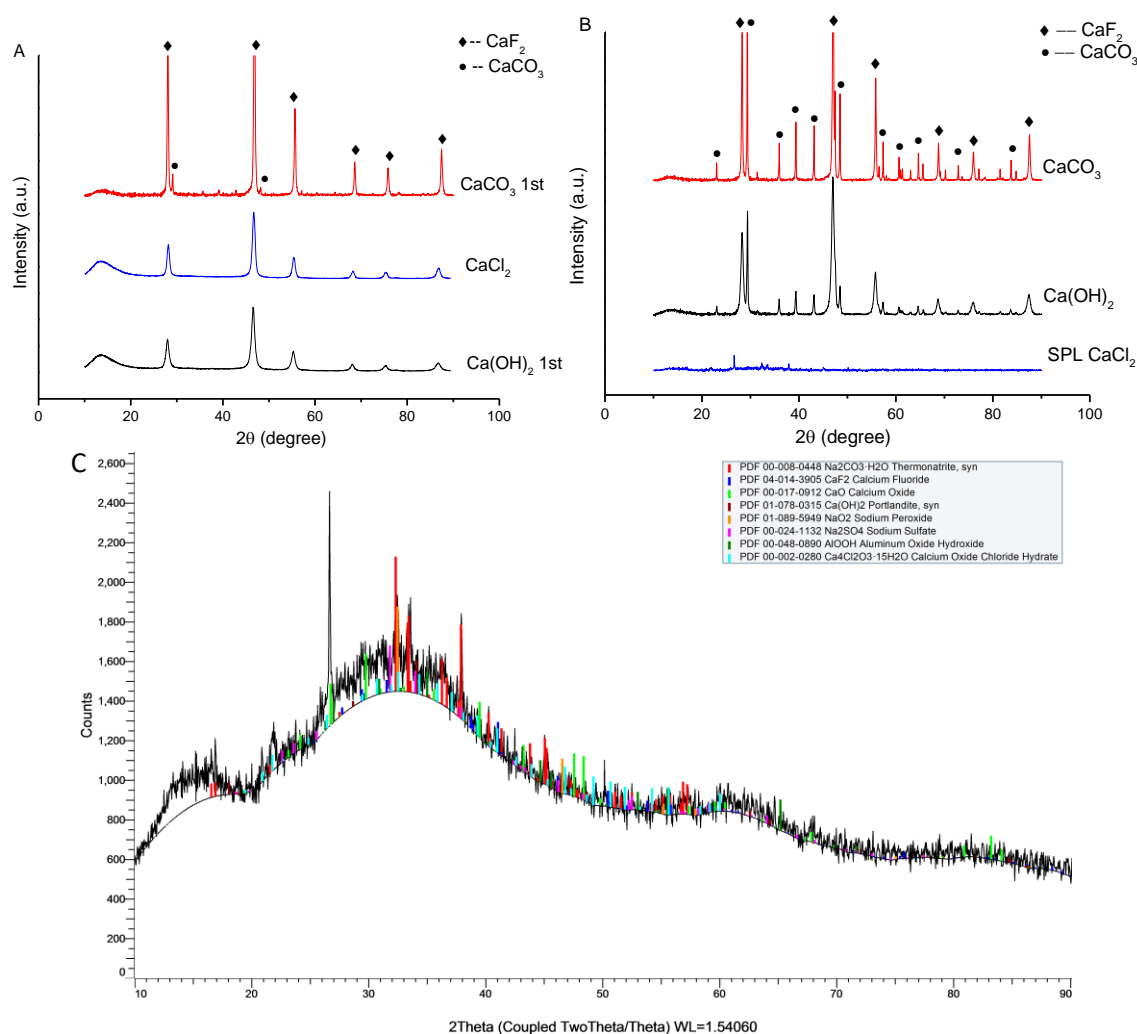 A
◆ -- CaF2
● -- CaCO3
CaCO3 1st
CaCl2
Ca(OH)2 1st
Intensity (a.u.)
0 20 40 60 80 100
2θ (degree)
B
◆ –– CaF2
● –– CaCO3
CaCO3
Ca(OH)2
SPL CaCl2
Intensity (a.u.)
0 20 40 60 80 100
2θ (degree)
C
PDF 00-008-0448 Na2CO3·H2O Thermonatrite, syn
PDF 04-014-3905 CaF2 Calcium Fluoride
PDF 00-017-0912 CaO Calcium Oxide
PDF 01-078-0315 Ca(OH)2 Portlandite, syn
PDF 01-089-5949 NaO2 Sodium Peroxide
PDF 00-024-1132 Na2SO4 Sodium Sulfate
PDF 00-048-0890 AlOOH Aluminum Oxide Hydroxide
PDF 00-002-0280 Ca4Cl2O3·15H2O Calcium Oxide Chloride Hydrate
2,600
2,400
2,200
2,000
1,800
1,600
1,400
1,200
1,000
800
600
400
200
0
Counts
10 20 30 40 50 60 70 80 90
2Theta (Coupled TwoTheta/Theta) WL=1.54060